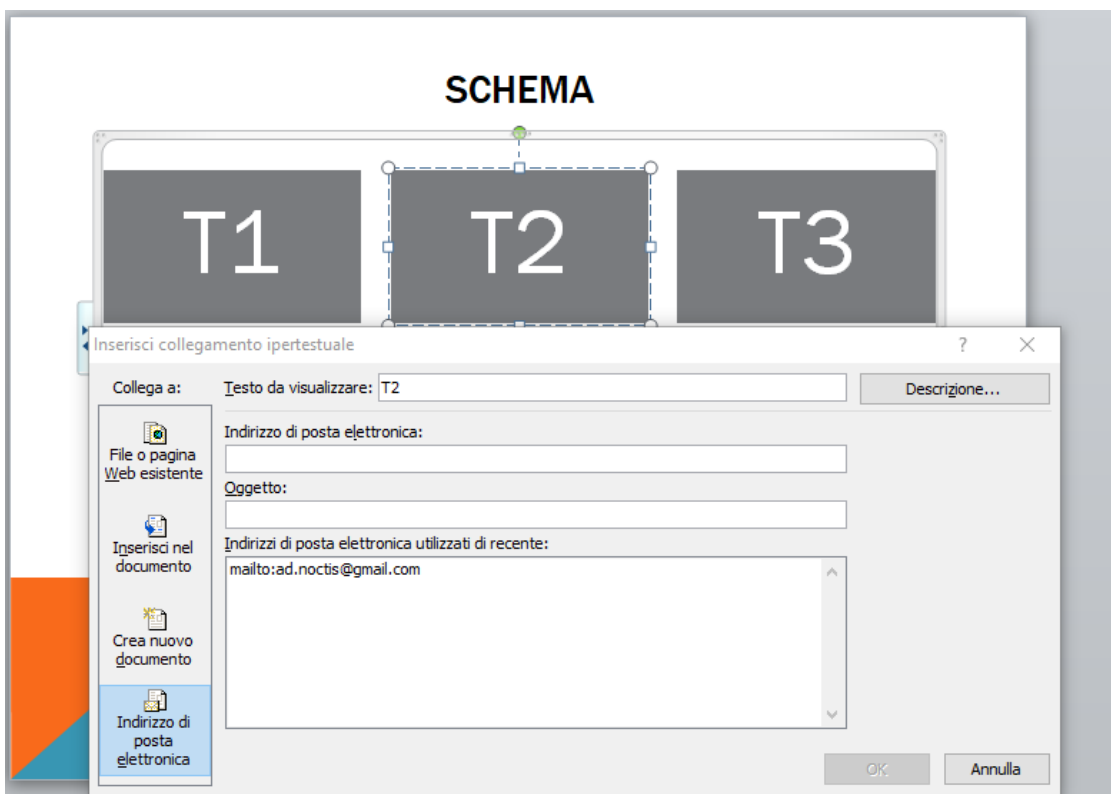 SCHEMA
T1 T2 T3
Inserisci collegamento ipertestuale ?
Collega a: Testo da visualizzare: T2 Descrizione...
File o pagina
Web esistente
Inserisci nel
documento
Crea nuovo
documento
Indirizzo di
posta
elettronica
Indirizzo di posta elettronica:
Oggetto:
Indirizzi di posta elettronica utilizzati di recente:
mailto:ad.noctis@gmail.com
OK Annulla